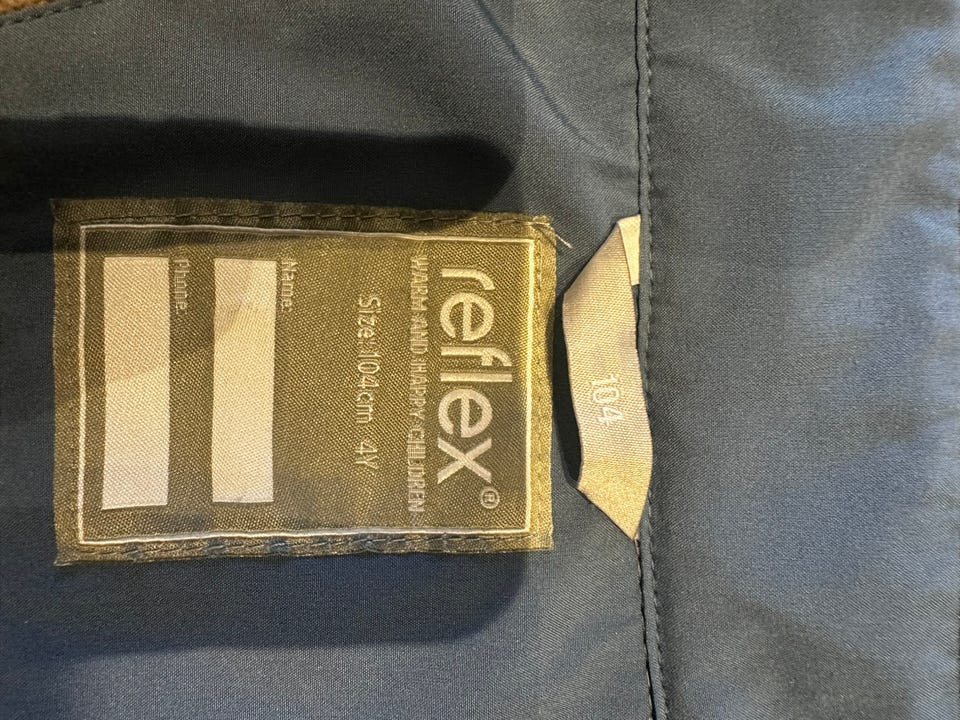 reflex®
WARM AND HAPPY CHILDREN
Size:104cm 4Y
Name:
Phone:
104